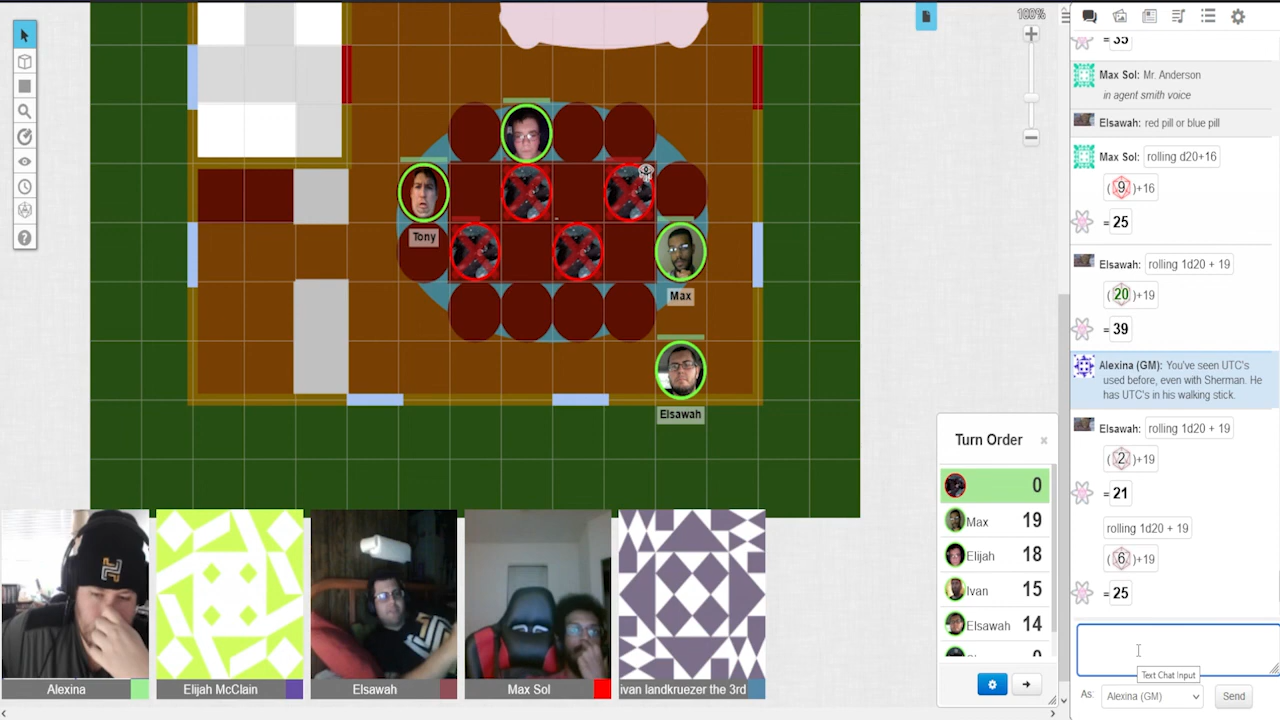 100%
= 35
Max Sol: Mr. Anderson
in agent smith voice
Elsawah: red pill or blue pill
Max Sol: rolling d20+16
(9)+16
= 25
Elsawah: rolling 1d20 + 19
(20)+19
= 39
Alexina (GM): You've seen UTC's
used before, even with Sherman. He
has UTC's in his walking stick.
Elsawah: rolling 1d20 + 19
(2)+19
= 21
rolling 1d20 + 19
(6)+19
= 25
Text Chat Input
As: Alexina (GM) Send
Tony
Max
Elsawah
Turn Order ×
0
Max 19
Elijah 18
Ivan 15
Elsawah 14
Alexina
Elijah McClain
Elsawah
Max Sol
ivan landkruezer the 3rd